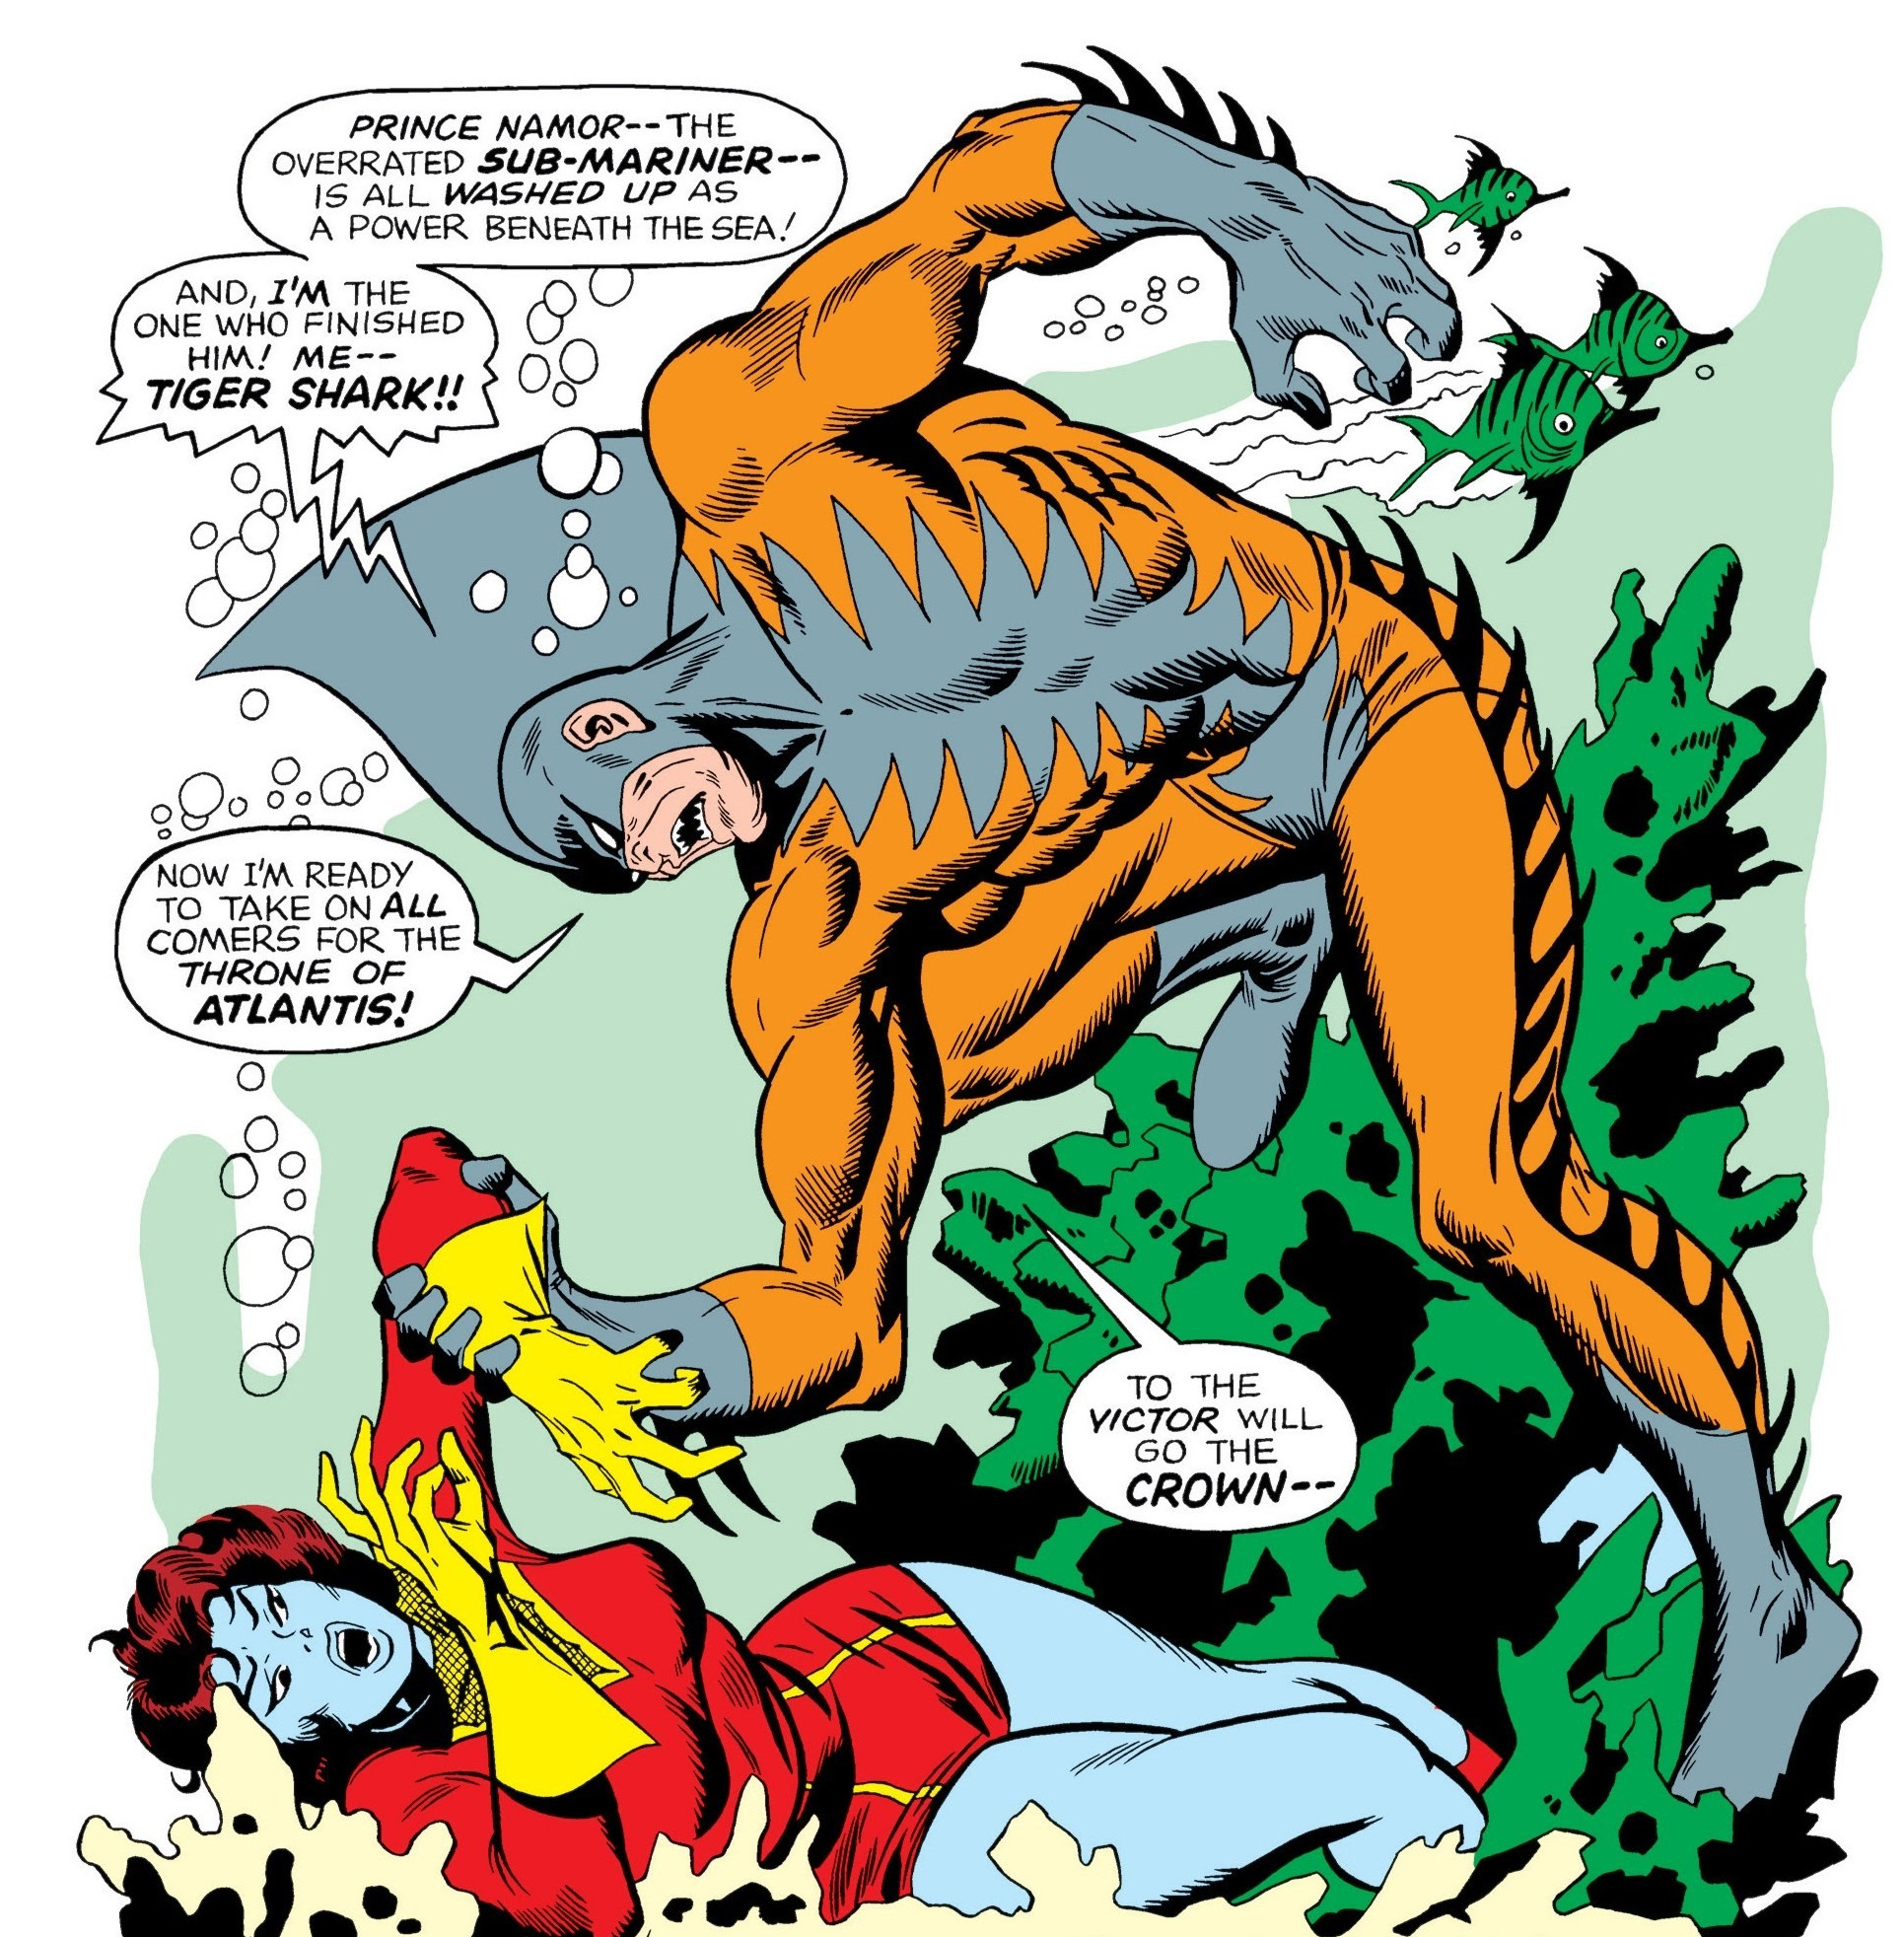 PRINCE NAMOR--THE
OVERRATED SUB-MARINER--
IS ALL WASHED UP AS
A POWER BENEATH THE SEA!
AND, I'M THE
ONE WHO FINISHED
HIM! ME--
TIGER SHARK!!
NOW I'M READY
TO TAKE ON ALL
COMERS FOR THE
THRONE OF
ATLANTIS!
TO THE
VICTOR WILL
GO THE
CROWN--